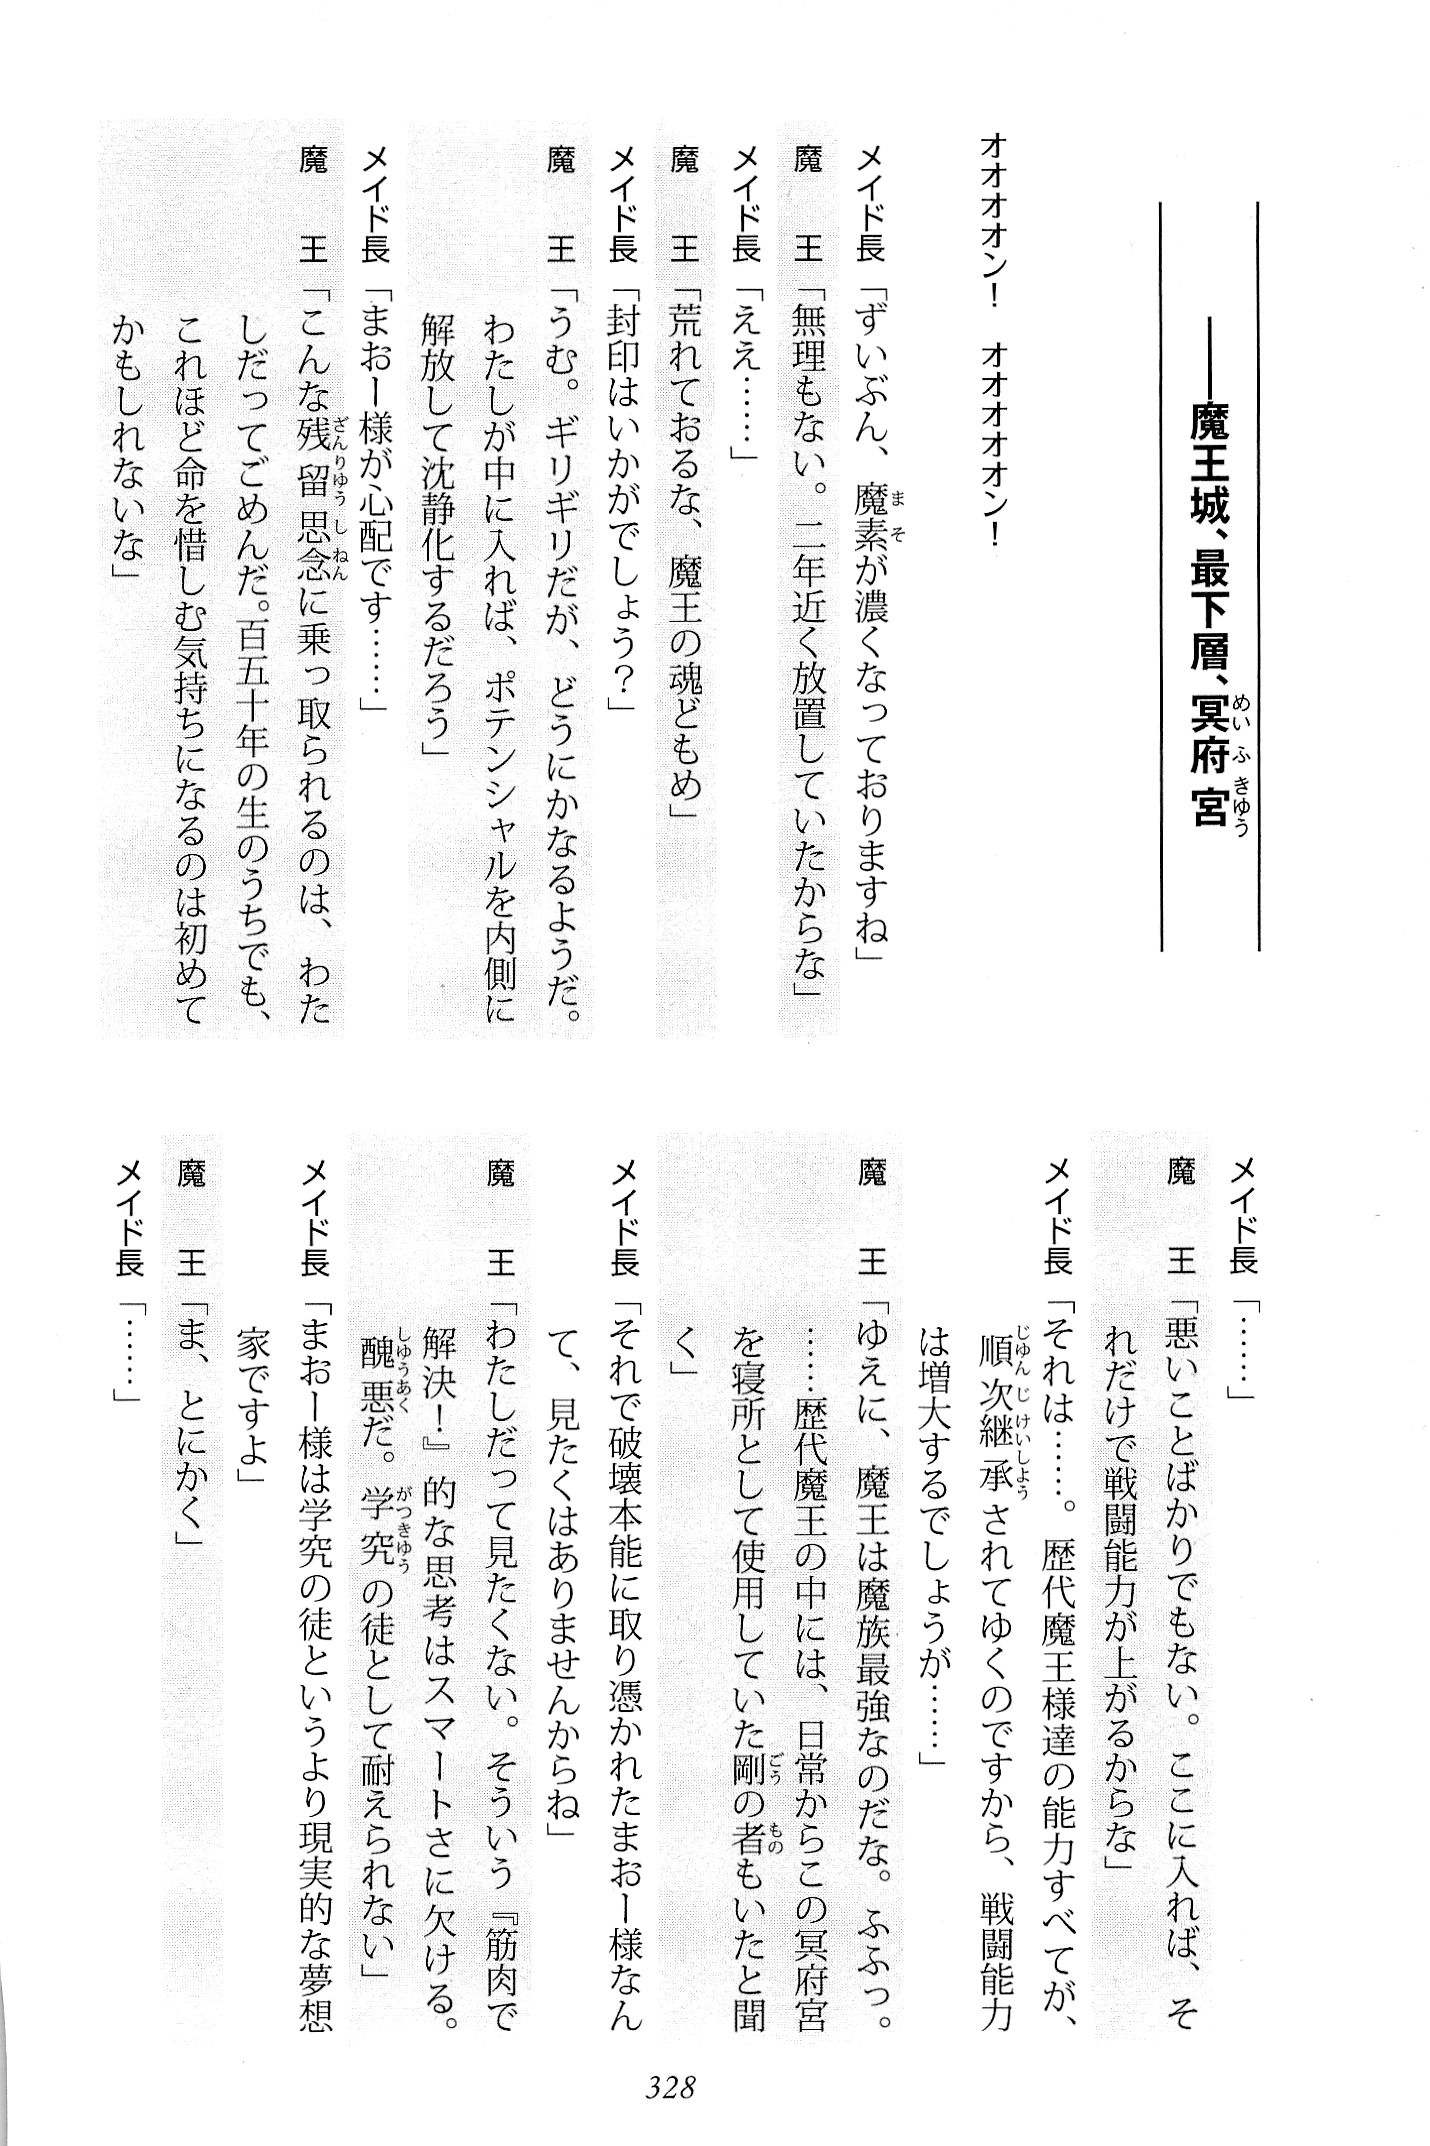 ――魔王城、最下層、冥府宮
オオオオン！　オオオオオン！
メイド長「ずいぶん、魔素が濃くなっておりますね」
魔　王「無理もない。二年近く放置していたからな」
メイド長「ええ……」
魔　王「荒れておるな、魔王の魂どもめ」
メイド長「封印はいかがでしょう？」
魔　王「うむ。ギリギリだが、どうにかなるようだ。
わたしが中に入れば、ポテンシャルを内側に
解放して沈静化するだろう」
メイド長「まおー様が心配です……」
魔　王「こんな残留思念に乗っ取られるのは、わた
しだってごめんだ。百五十年の生のうちでも、
これほど命を惜しむ気持ちになるのは初めて
かもしれないな」
メイド長「……」
魔　王「悪いことばかりでもない。ここに入れば、そ
れだけで戦闘能力が上がるからな」
メイド長「それは……。歴代魔王様達の能力すべてが、
順次継承されてゆくのですから、戦闘能力
は増大するでしょうが……」
魔　王「ゆえに、魔王は魔族最強なのだな。ふふっ。
……歴代魔王の中には、日常からこの冥府宮
を寝所として使用していた剛の者もいたと聞
く」
メイド長「それで破壊本能に取り憑かれたまおー様なん
て、見たくはありませんからね」
魔　王「わたしだって見たくない。そういう『筋肉で
解決！』的な思考はスマートさに欠ける。
醜悪だ。学究の徒として耐えられない」
メイド長「まおー様は学究の徒というより現実的な夢想
家ですよ」
魔　王「ま、とにかく」
メイド長「……」
328